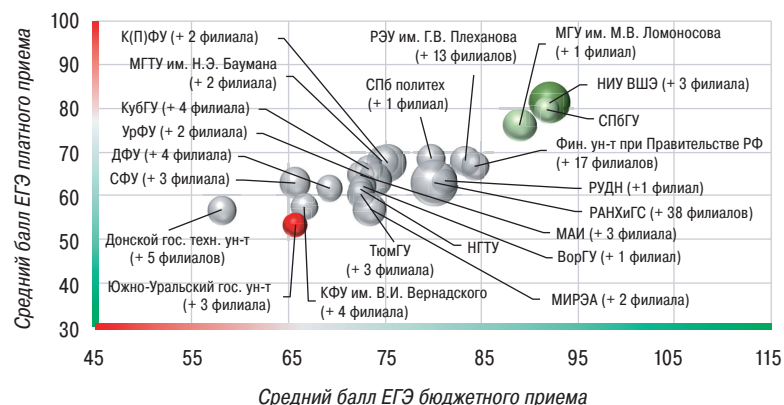 Средний балл ЕГЭ платного приема
100
90
80
70
60
50
40
30
К(П)ФУ (+ 2 филиала)
МГТУ им. Н.Э. Баумана
(+ 2 филиала)
КубГУ (+ 4 филиала)
УрФУ (+ 2 филиала)
ДФУ (+ 4 филиала)
СФУ (+ 3 филиала)
Донской гос. техн. ун-т
(+ 5 филиалов)
Южно-Уральский гос. ун-т
(+ 3 филиала)
РЭУ им. Г.В. Плеханова
(+ 13 филиалов)
СПб политех
(+ 1 филиал)
МГУ им. М.В. Ломоносова
(+ 1 филиал)
НИУ ВШЭ (+ 3 филиала)
СПбГУ
Фин. ун-т при Правительстве РФ
(+ 17 филиалов)
РУДН (+1 филиал)
РАНХиГС (+ 38 филиалов)
МАИ (+ 3 филиала)
ВорГУ (+ 1 филиал)
МИРЭА (+ 2 филиала)
НГТУ
ТюмГУ
(+ 3 филиала)
КФУ им. В.И. Вернадского
(+ 4 филиала)
45 55 65 75 85 95 105 115
Средний балл ЕГЭ бюджетного приема